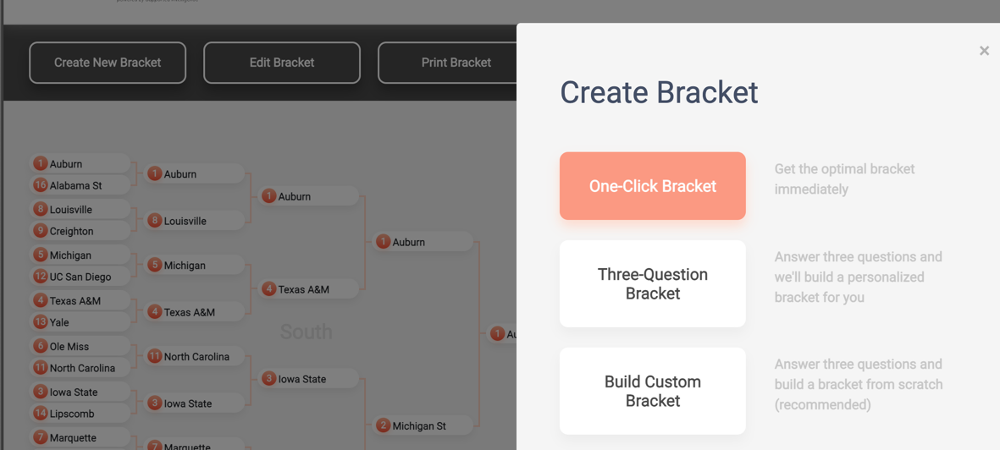 Create New Bracket
Edit Bracket
Print Bracket
×
Create Bracket
One-Click Bracket
Get the optimal bracket
immediately
Three-Question
Bracket
Answer three questions and
we'll build a personalized
bracket for you
Build Custom
Bracket
Answer three questions and
build a bracket from scratch
(recommended)
1 Auburn
16 Alabama St
8 Louisville
9 Creighton
5 Michigan
12 UC San Diego
4 Texas A&M
13 Yale
6 Ole Miss
11 North Carolina
3 Iowa State
14 Lipscomb
7 Marquette
1 Auburn
8 Louisville
5 Michigan
4 Texas A&M
11 North Carolina
3 Iowa State
7 Marquette
1 Auburn
4 Texas A&M
South
3 Iowa State
1 Auburn
2 Michigan St
1 Au